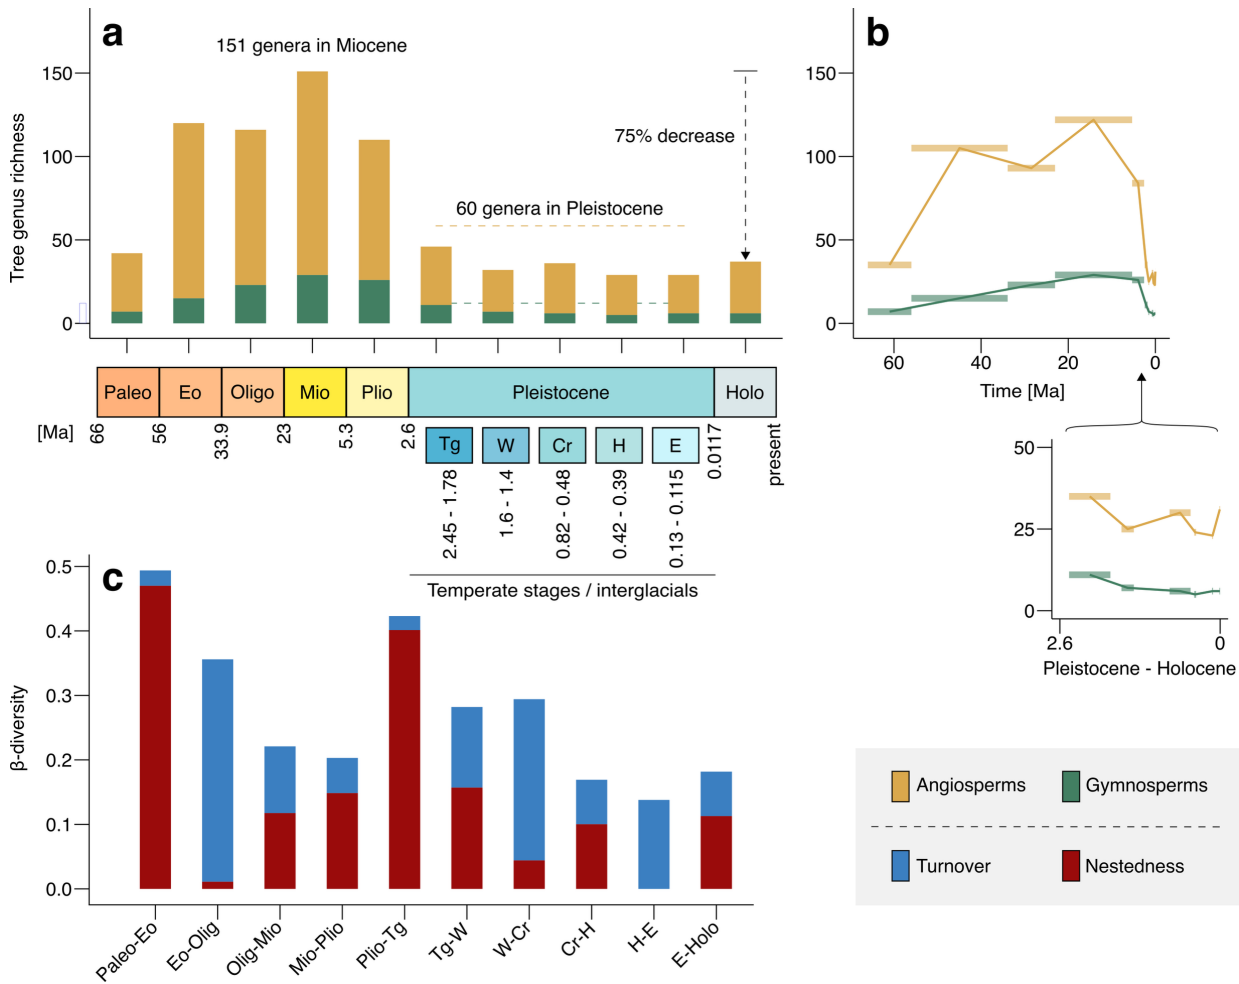 a
151 genera in Miocene
75% decrease
60 genera in Pleistocene
Tree genus richness
150
100
50
0
Paleo Eo Oligo Mio Plio Pleistocene Holo
[Ma]
66 56 33.9 23 5.3 2.6 0.0117 present
Tg W Cr H E
2.45 - 1.78 1.6 - 1.4 0.82 - 0.48 0.42 - 0.39 0.13 - 0.115
Temperate stages / interglacials
b
150
100
50
0
60 40 20 0
Time [Ma]
50
25
0
2.6 0
Pleistocene - Holocene
c
β-diversity
0.5
0.4
0.3
0.2
0.1
0.0
Paleo-Eo Eo-Olig Olig-Mio Mio-Plio Plio-Tg Tg-W W-Cr Cr-H H-E E-Holo
Angiosperms Gymnosperms
Turnover Nestedness